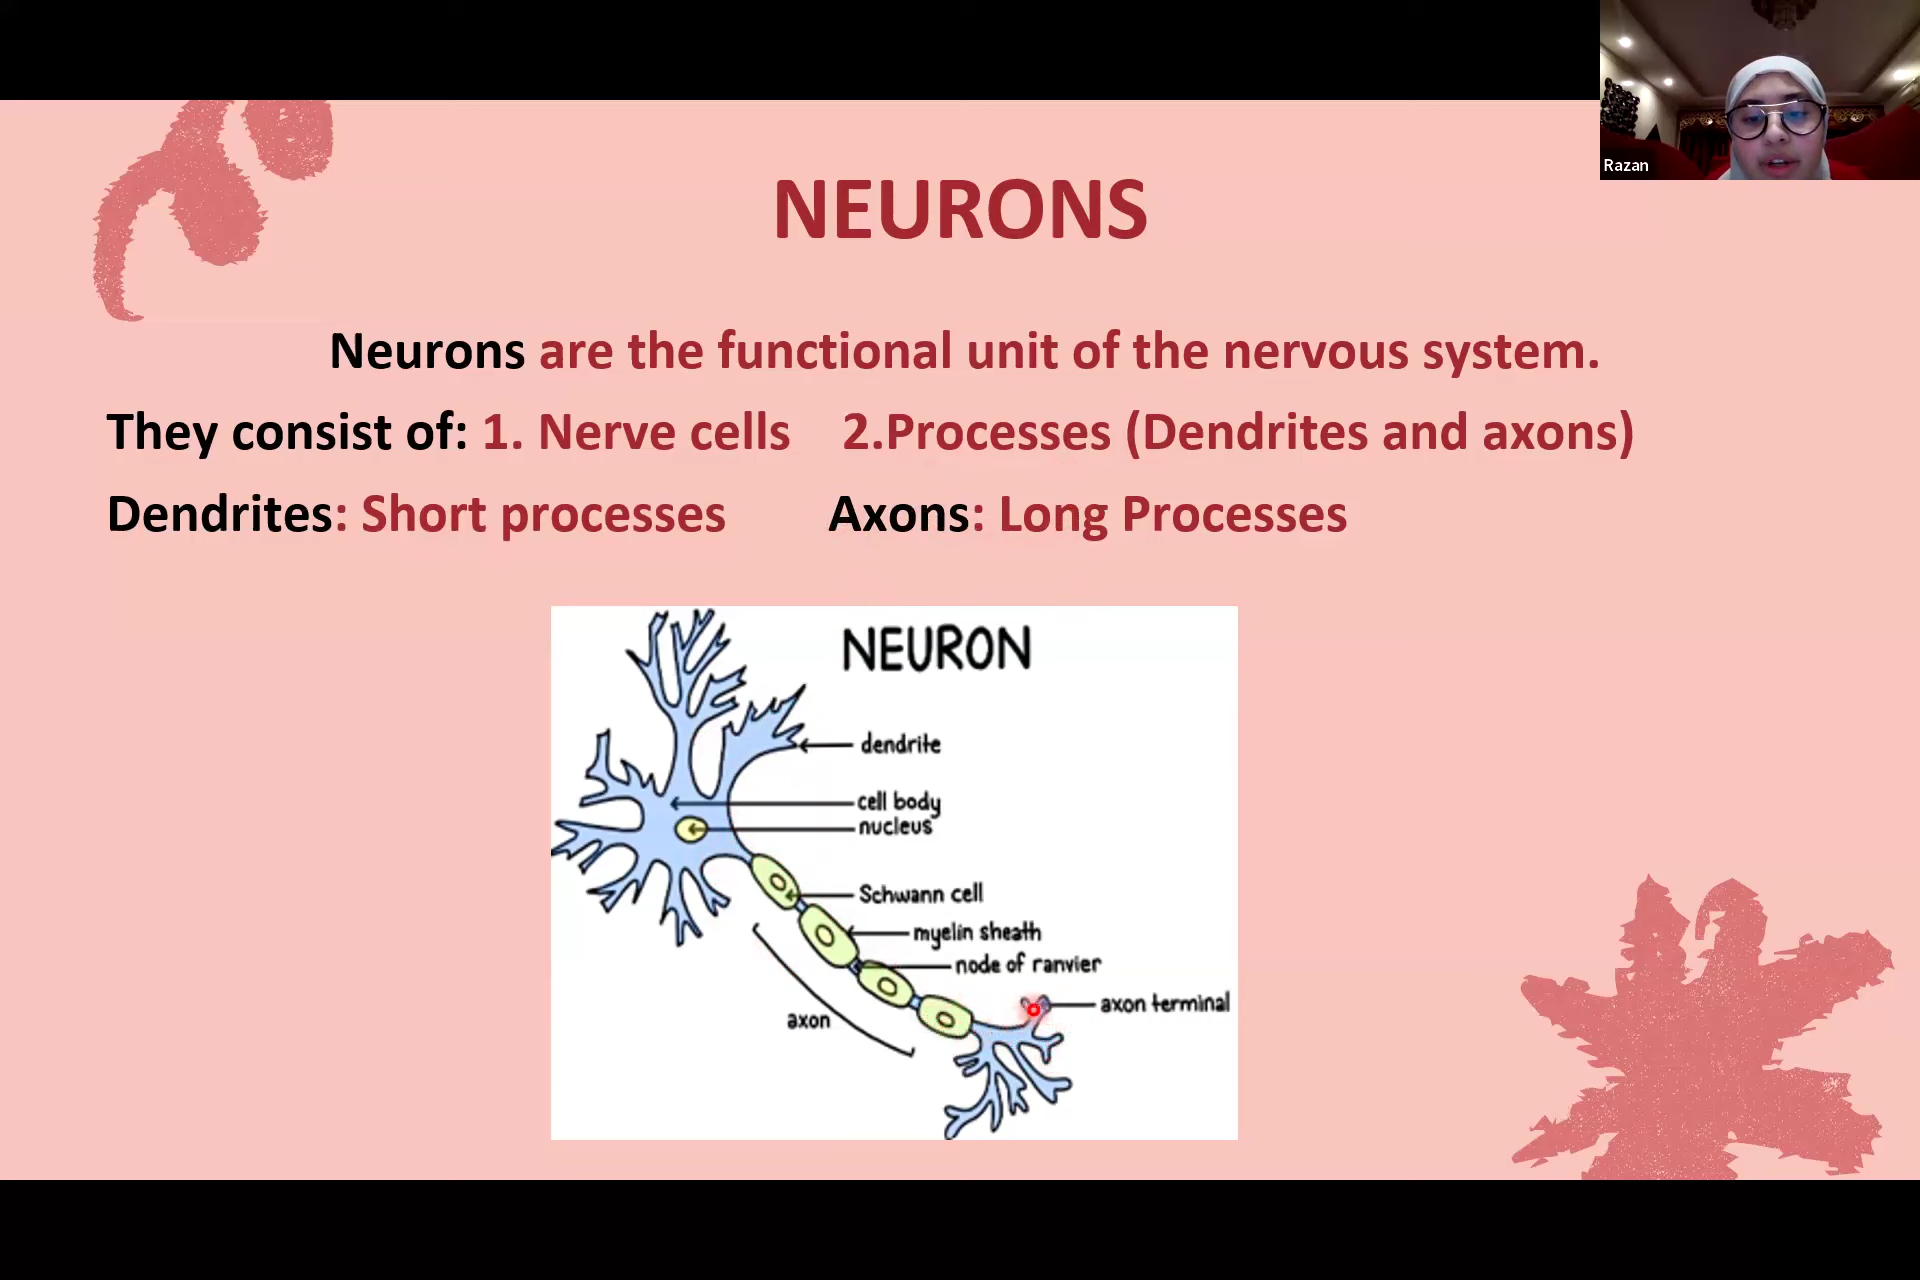 Razan
NEURONS
Neurons are the functional unit of the nervous system.
They consist of: 1. Nerve cells 2.Processes (Dendrites and axons)
Dendrites: Short processes Axons: Long Processes
NEURON
dendrite
cell body
nucleus
Schwann cell
myelin sheath
node of ranvier
axon terminal
axon